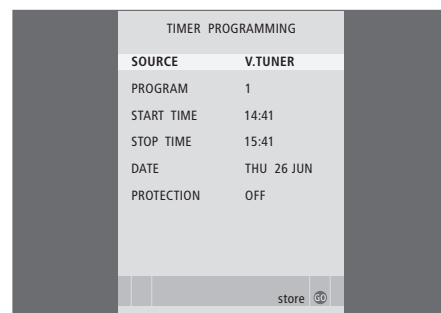 TIMER PROGRAMMING
SOURCE V.TUNER
PROGRAM 1
START TIME 14:41
STOP TIME 15:41
DATE THU 26 JUN
PROTECTION OFF
store GO